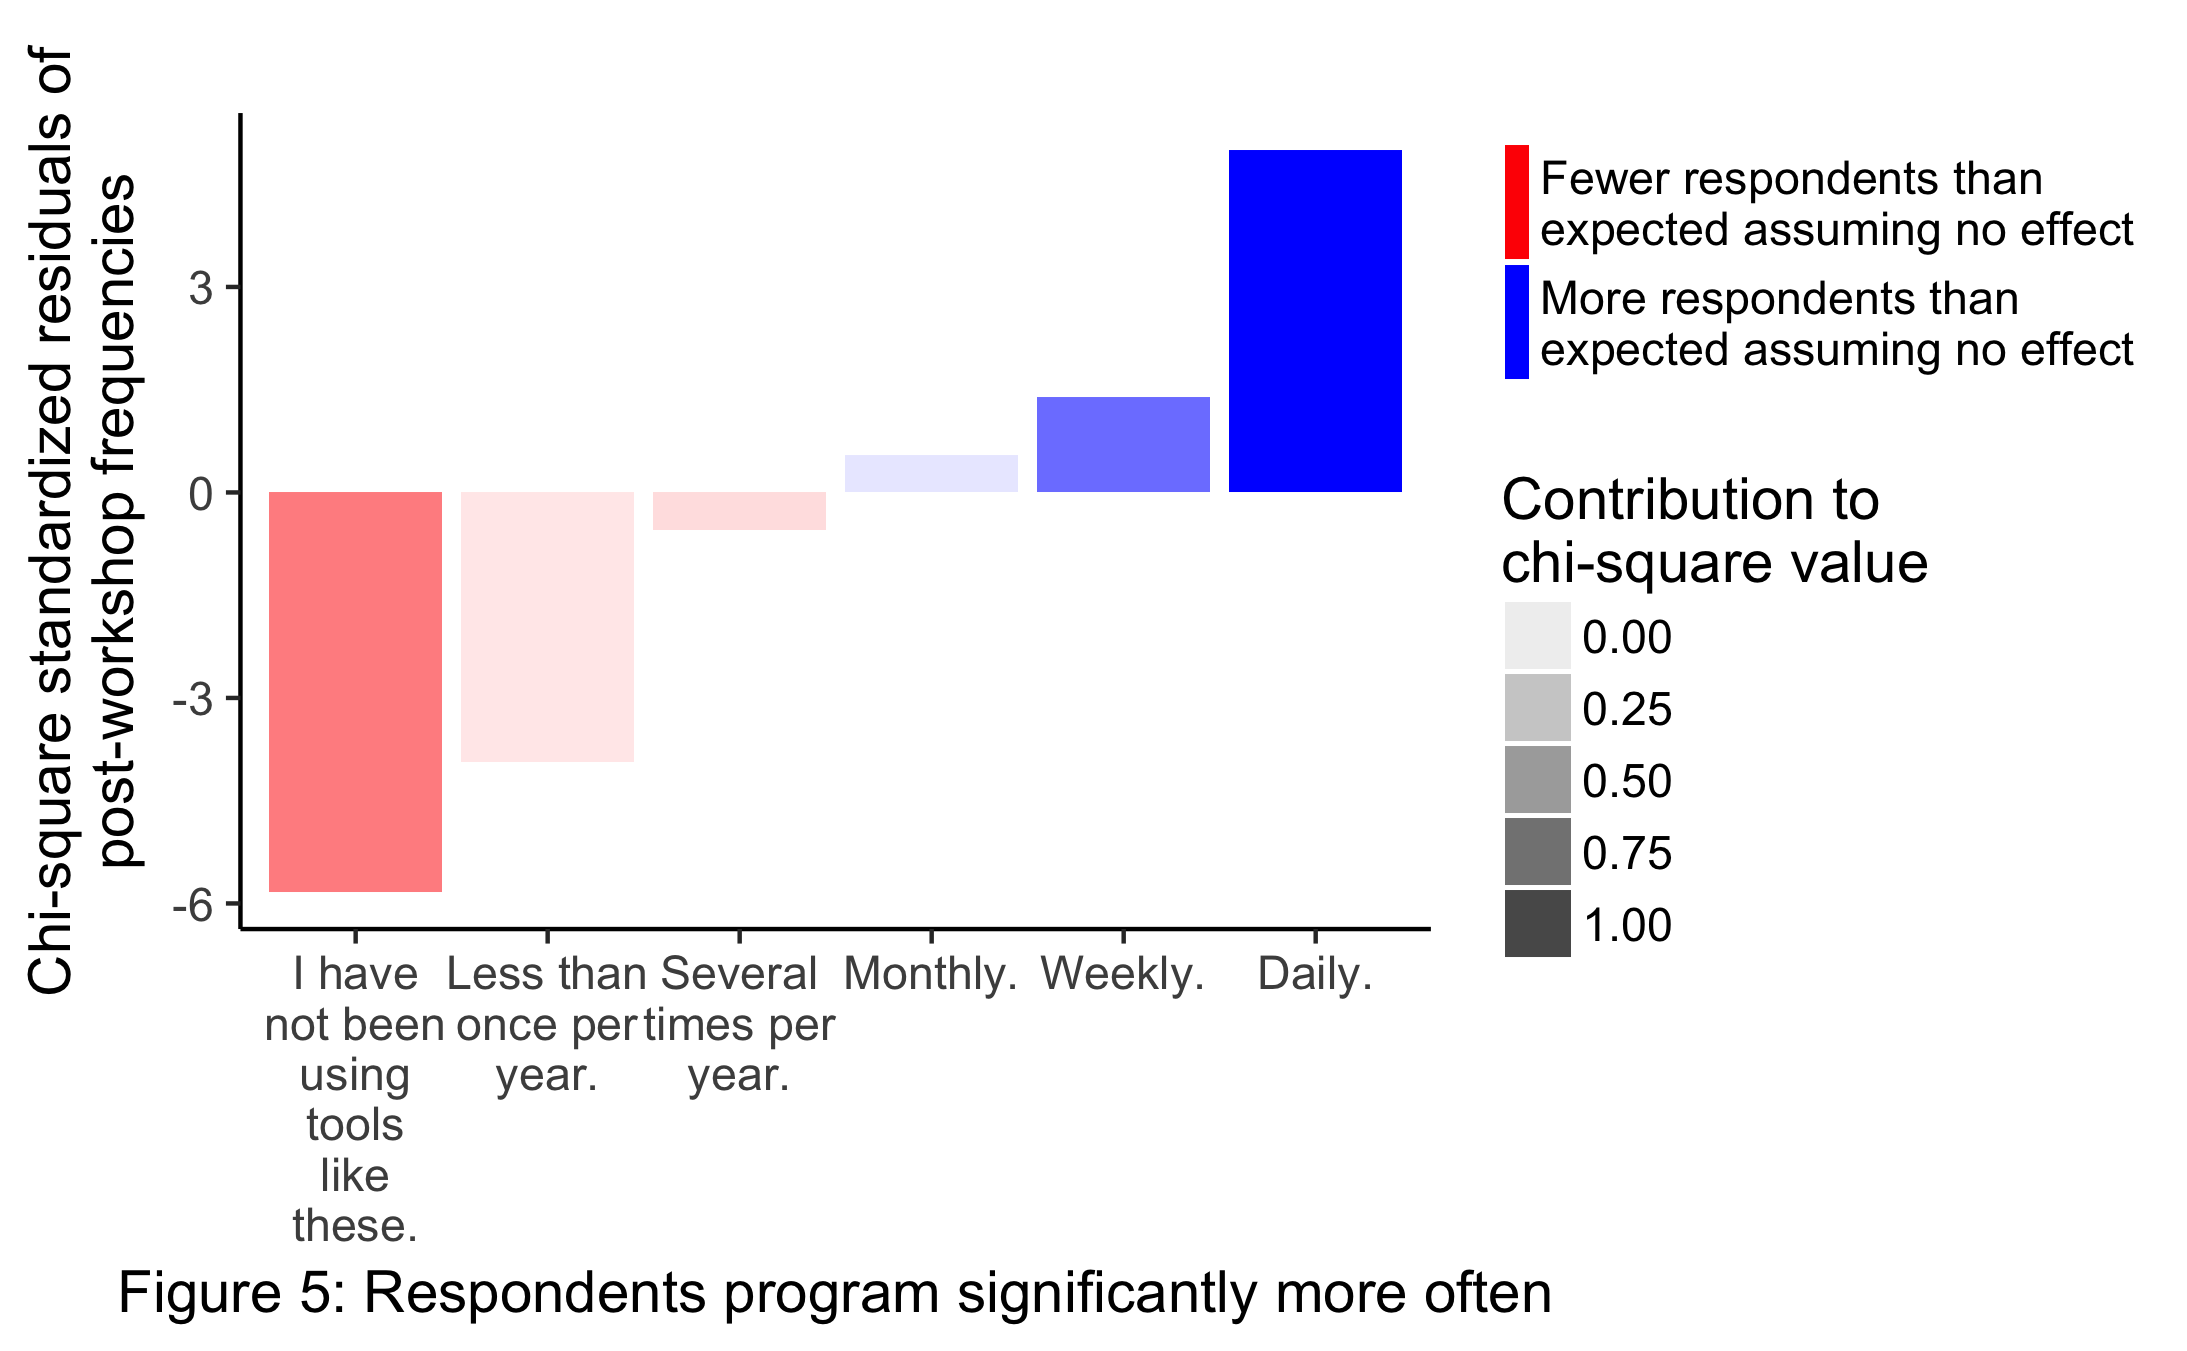 Chi-square standardized residuals of
post-workshop frequencies
3
0
-3
-6
I have
not been
using
tools
like
these.
Less than
once per
year.
Several
times per
year.
Monthly.
Weekly.
Daily.
Fewer respondents than
expected assuming no effect
More respondents than
expected assuming no effect
Contribution to
chi-square value
0.00
0.25
0.50
0.75
1.00
Figure 5: Respondents program significantly more often